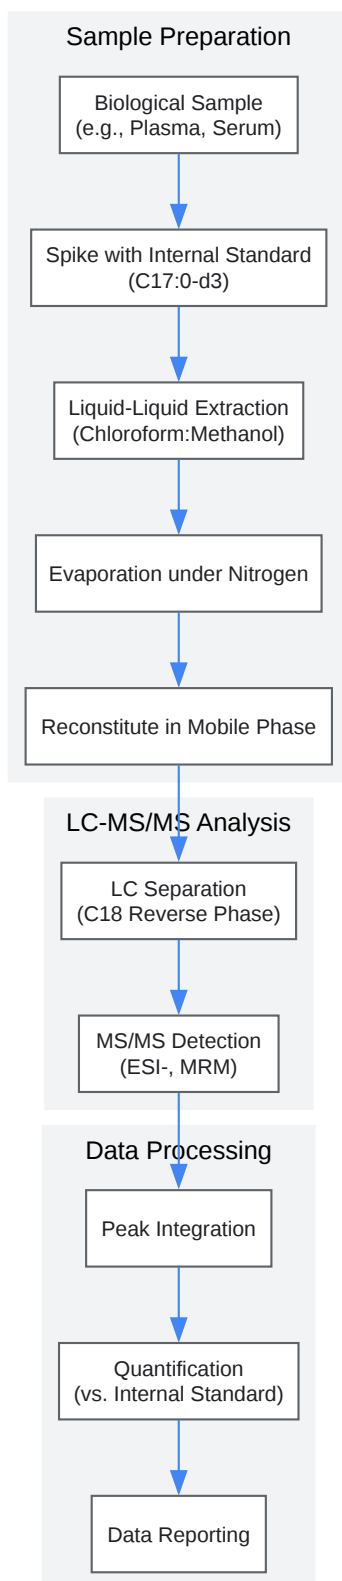 Sample Preparation
Biological Sample
(e.g., Plasma, Serum)
Spike with Internal Standard
(C17:0-d3)
Liquid-Liquid Extraction
(Chloroform:Methanol)
Evaporation under Nitrogen
Reconstitute in Mobile Phase
LC-MS/MS Analysis
LC Separation
(C18 Reverse Phase)
MS/MS Detection
(ESI-, MRM)
Data Processing
Peak Integration
Quantification
(vs. Internal Standard)
Data Reporting